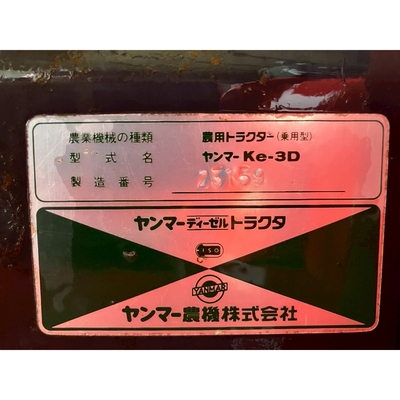 農業機械の種類 農用トラクター(乗用型)
型式名 ヤンマー Ke-3D
製造番号
ヤンマーディーゼルトラクタ
ISO
YANMAR
ヤンマー農機株式会社